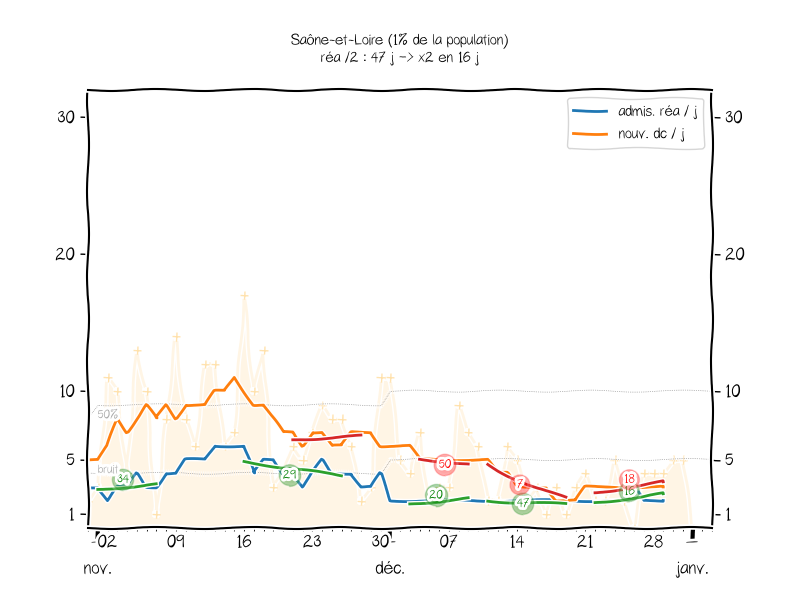 Saône-et-Loire (1% de la population)
réa /2 : 47 j -> x2 en 16 j
admis. réa / j
nouv. dc / j
30
30
20
20
10
10
50%
5
5
bruit
1
1
34
29
20
50
7
47
18
16
02 09 16 23 30 07 14 21 28
nov. déc. janv.